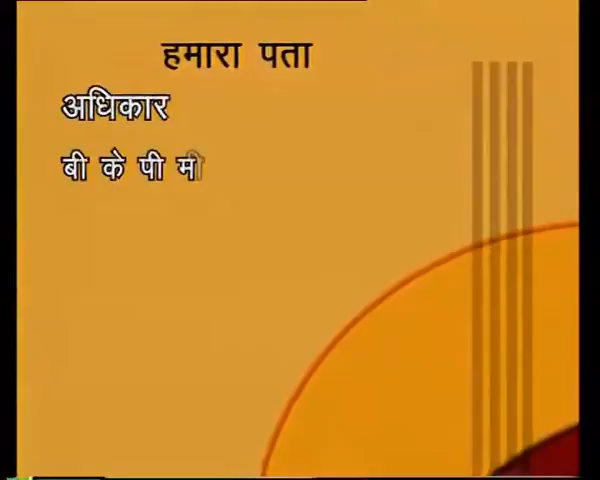 हमारा पता
अधिकार
बी के पी मी